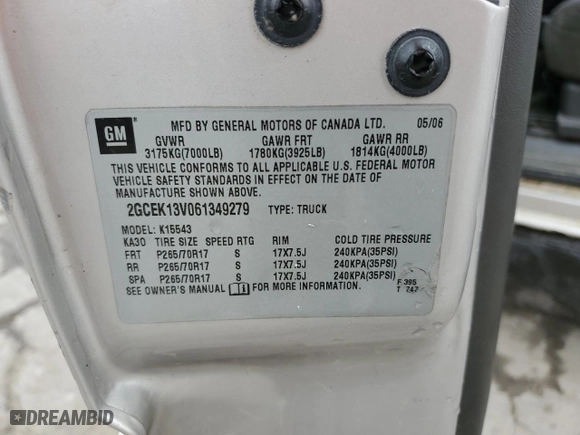 GM ® MFD BY GENERAL MOTORS OF CANADA LTD. 05/06
GVWR GAWR FRT GAWR RR
3175KG(7000LB) 1780KG(3925LB) 1814KG(4000LB)
THIS VEHICLE CONFORMS TO ALL APPLICABLE U.S. FEDERAL MOTOR
VEHICLE SAFETY STANDARDS IN EFFECT ON THE DATE OF
MANUFACTURE SHOWN ABOVE.
2GCEK13V061349279 TYPE: TRUCK
MODEL: K15543
KA30 TIRE SIZE SPEED RTG RIM COLD TIRE PRESSURE
FRT P265/70R17 S 17X7.5J 240KPA(35PSI)
RR P265/70R17 S 17X7.5J 240KPA(35PSI)
SPA P265/70R17 S 17X7.5J 240KPA(35PSI)
SEE OWNER'S MANUAL FOR MORE INFORMATION.
F 395
T 747
DREAMBID